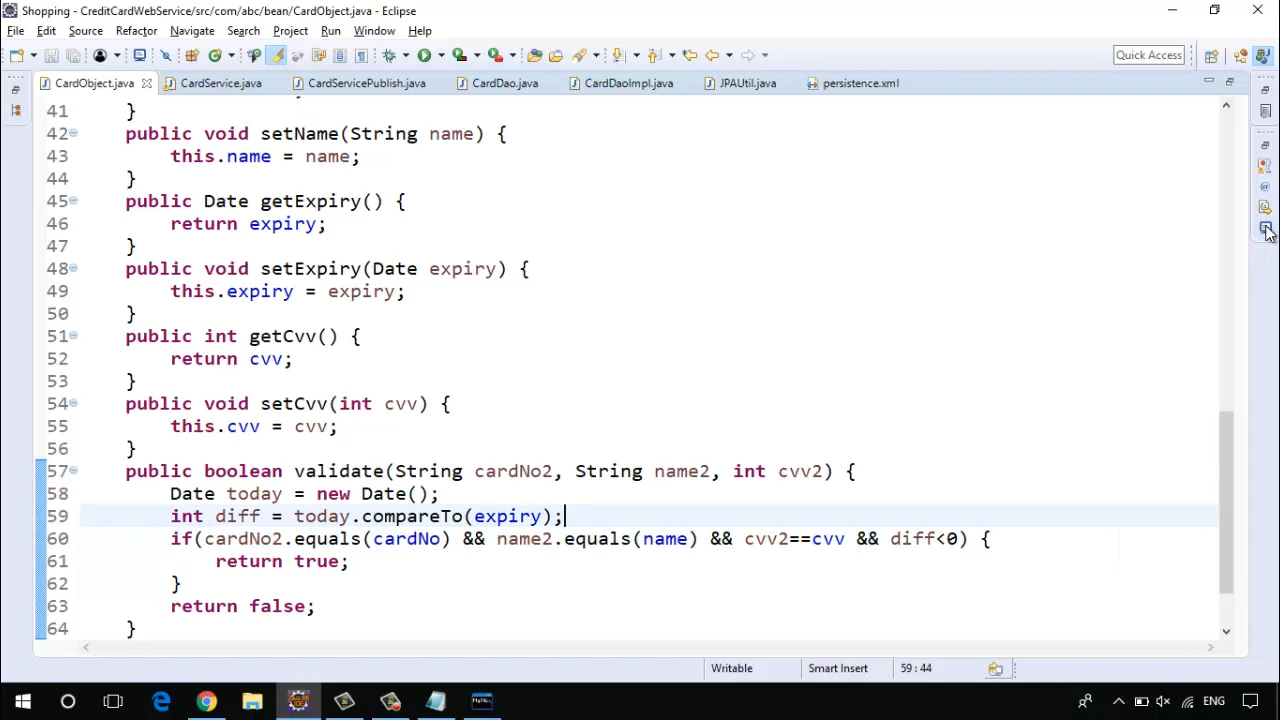 Shopping - CreditCardWebService/src/com/abc/bean/CardObject.java - Eclipse
File Edit Source Refactor Navigate Search Project Run Window Help
Quick Access
CardObject.java CardService.java CardServicePublish.java CardDao.java CardDaoImpl.java JPAUtil.java persistence.xml
41 }
42 public void setName(String name) {
43 this.name = name;
44 }
45 public Date getExpiry() {
46 return expiry;
47 }
48 public void setExpiry(Date expiry) {
49 this.expiry = expiry;
50 }
51 public int getCvv() {
52 return cvv;
53 }
54 public void setCvv(int cvv) {
55 this.cvv = cvv;
56 }
57 public boolean validate(String cardNo2, String name2, int cvv2) {
58 Date today = new Date();
59 int diff = today.compareTo(expiry);
60 if(cardNo2.equals(cardNo) && name2.equals(name) && cvv2==cvv && diff<0) {
61 return true;
62 }
63 return false;
64 }
Writable Smart Insert 59 : 44
ENG